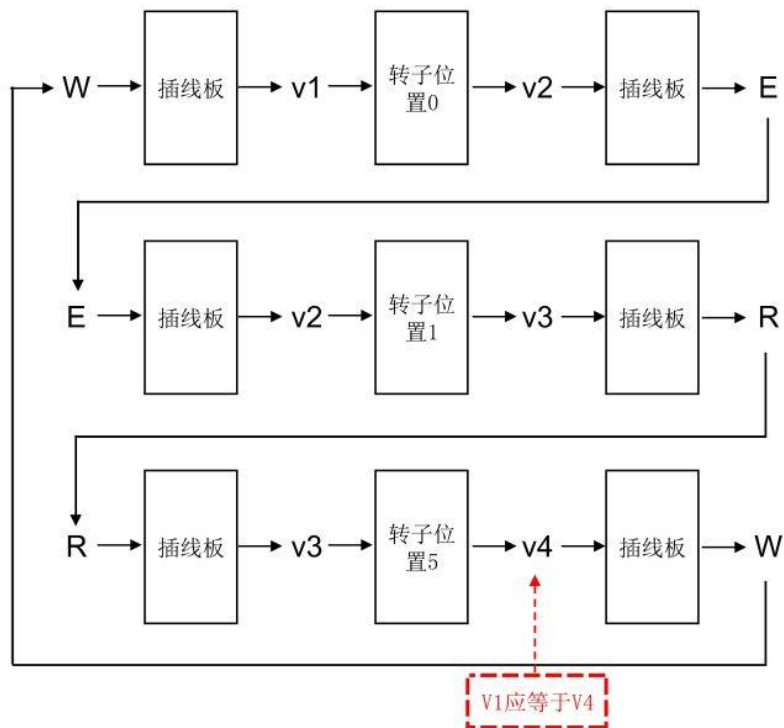 W 插线板 v1 转子位 v2 插线板 E
置0
E 插线板 v2 转子位 v3 插线板 R
置1
R 插线板 v3 转子位 v4 插线板 W
置5
V1应等于V4